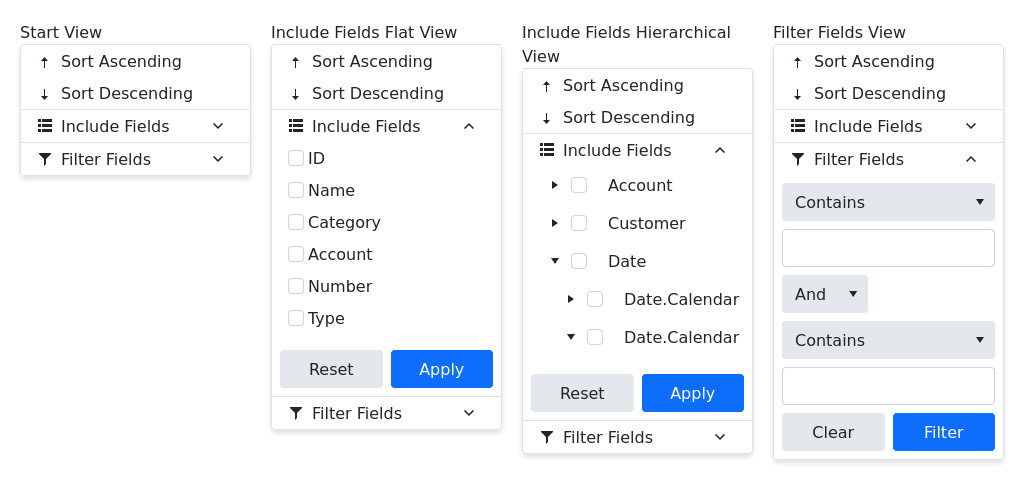 Start View
Sort Ascending
Sort Descending
Include Fields
Filter Fields
Include Fields Flat View
Sort Ascending
Sort Descending
Include Fields
ID
Name
Category
Account
Number
Type
Reset
Apply
Filter Fields
Include Fields Hierarchical
View
Sort Ascending
Sort Descending
Include Fields
Account
Customer
Date
Date.Calendar
Date.Calendar
Reset
Apply
Filter Fields
Filter Fields View
Sort Ascending
Sort Descending
Include Fields
Filter Fields
Contains
And
Contains
Clear
Filter